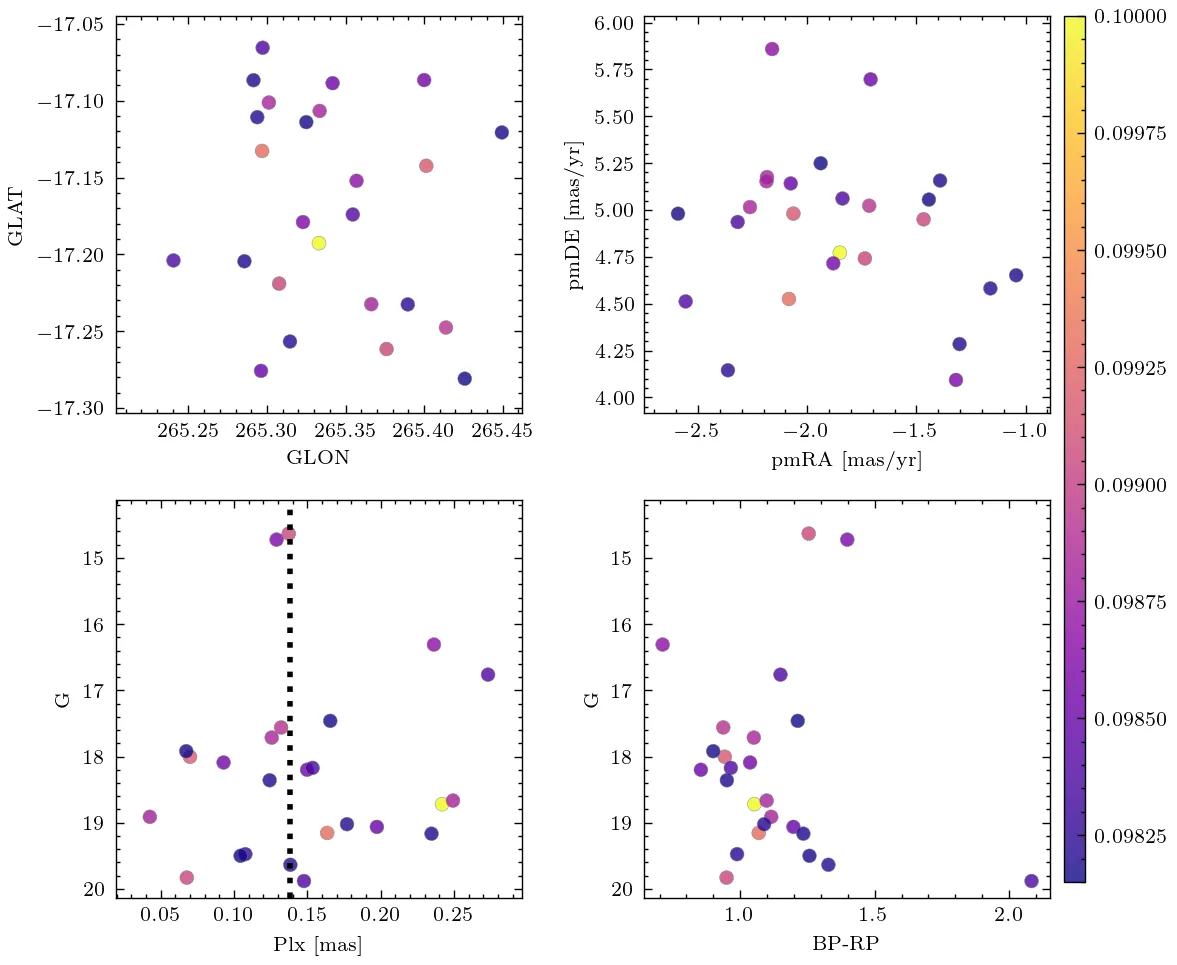 −17.05
−17.10
−17.15
−17.20
−17.25
−17.30
GLAT
265.25 265.30 265.35 265.40 265.45
GLON
6.00
5.75
5.50
5.25
5.00
4.75
4.50
4.25
4.00
pmDE [mas/yr]
−2.5 −2.0 −1.5 −1.0
pmRA [mas/yr]
15
16
17
18
19
20
G
0.05 0.10 0.15 0.20 0.25
Plx [mas]
15
16
17
18
19
20
G
1.0 1.5 2.0
BP-RP
0.10000
0.09975
0.09950
0.09925
0.09900
0.09875
0.09850
0.09825